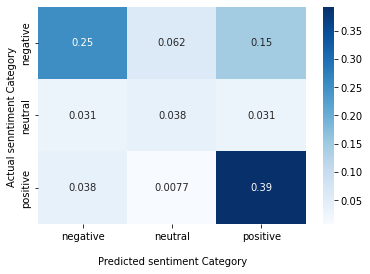 negative
neutral
positive
Actual senntiment Category
0.25 0.062 0.15
0.031 0.038 0.031
0.038 0.0077 0.39
negative neutral positive
Predicted sentiment Category
0.35
0.30
0.25
0.20
0.15
0.10
0.05